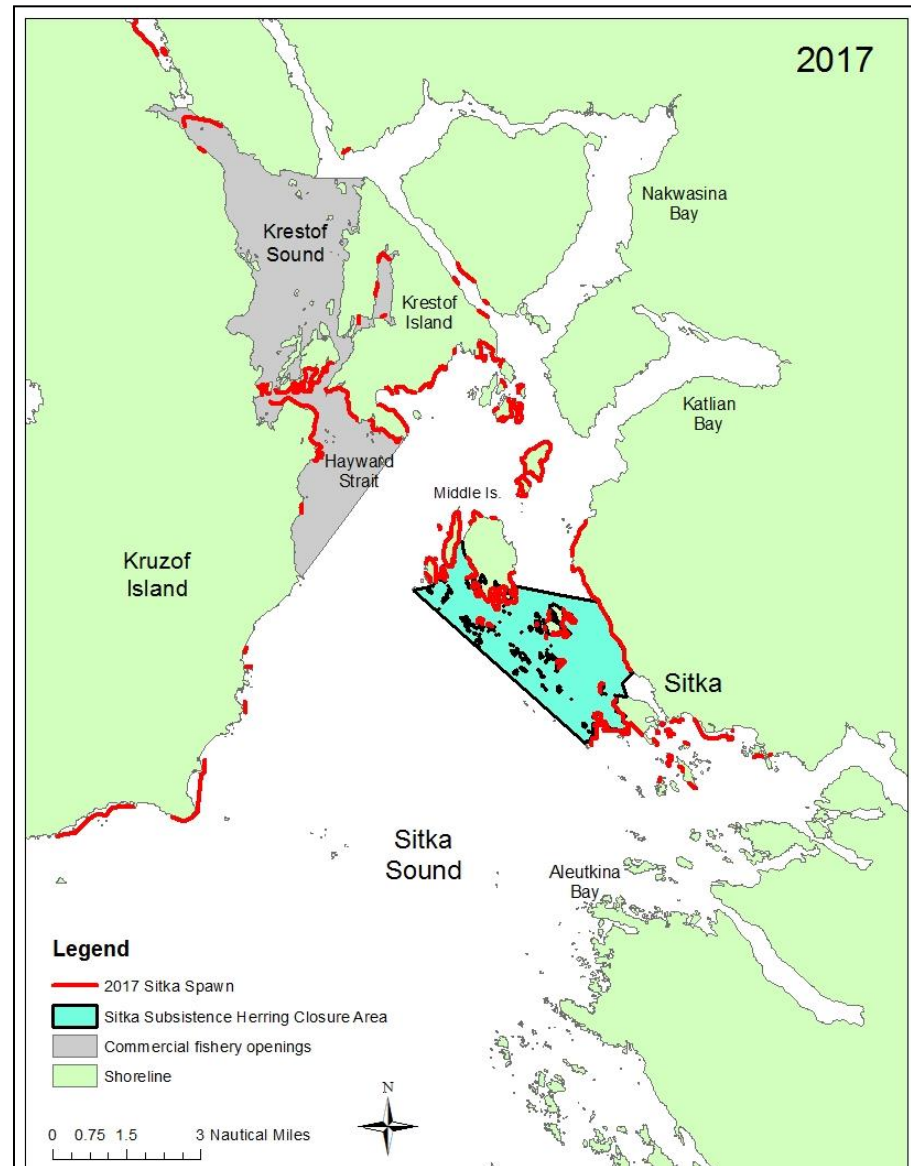 2017
Nakwasina
Bay
Krestof
Sound
Krestof
Island
Katlian
Bay
Hayward
Strait
Middle Is.
Kruzof
Island
Sitka
Sitka
Sound
Aleutkina
Bay
Legend
2017 Sitka Spawn
Sitka Subsistence Herring Closure Area
Commercial fishery openings
Shoreline
N
0 0.75 1.5 3 Nautical Miles